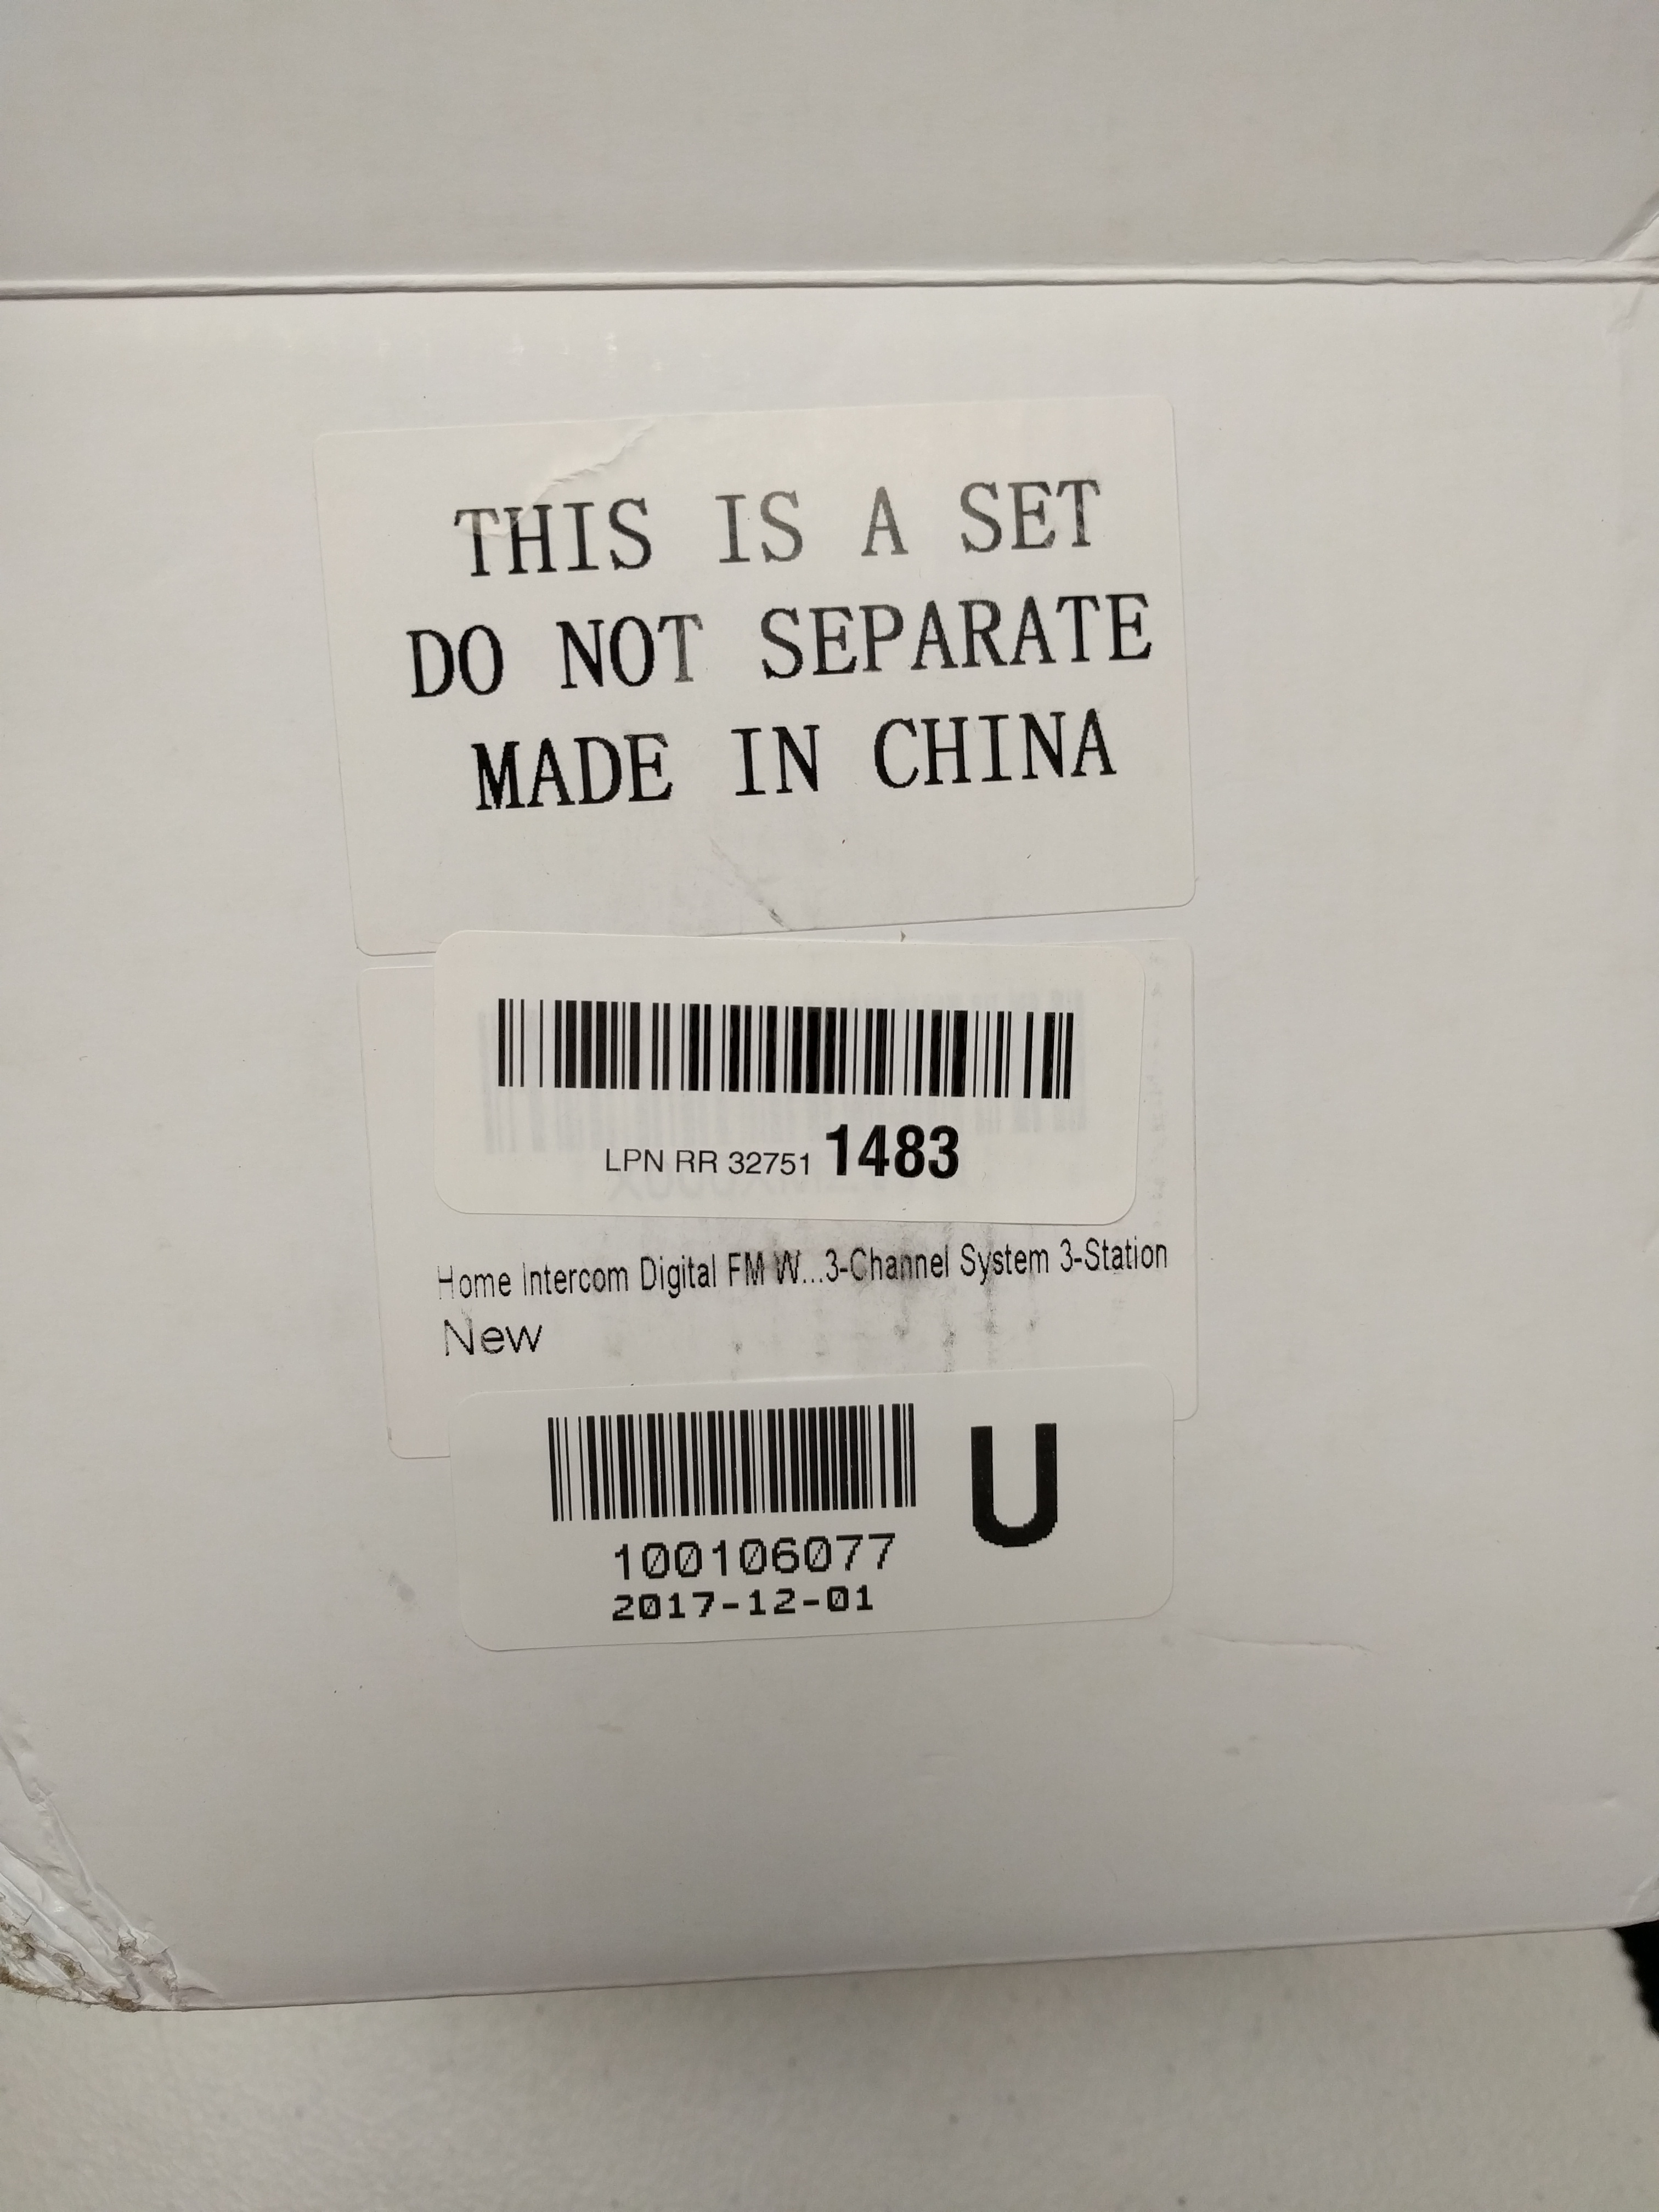 THIS IS A SET
DO NOT SEPARATE
MADE IN CHINA
LPN RR 32751 1483
Home Intercom Digital FM W...3-Channel System 3-Station
New
U
100106077
2017-12-01